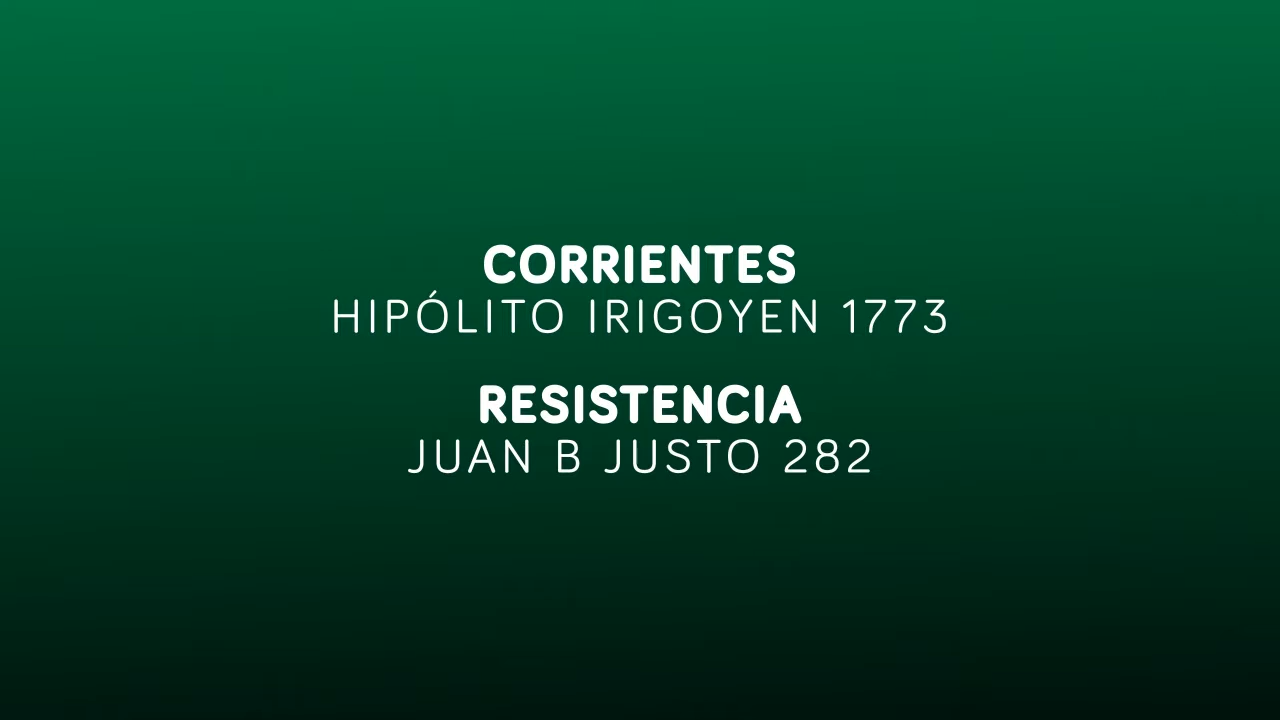 CORRIENTES
HIPÓLITO IRIGOYEN 1773
RESISTENCIA
JUAN B JUSTO 282